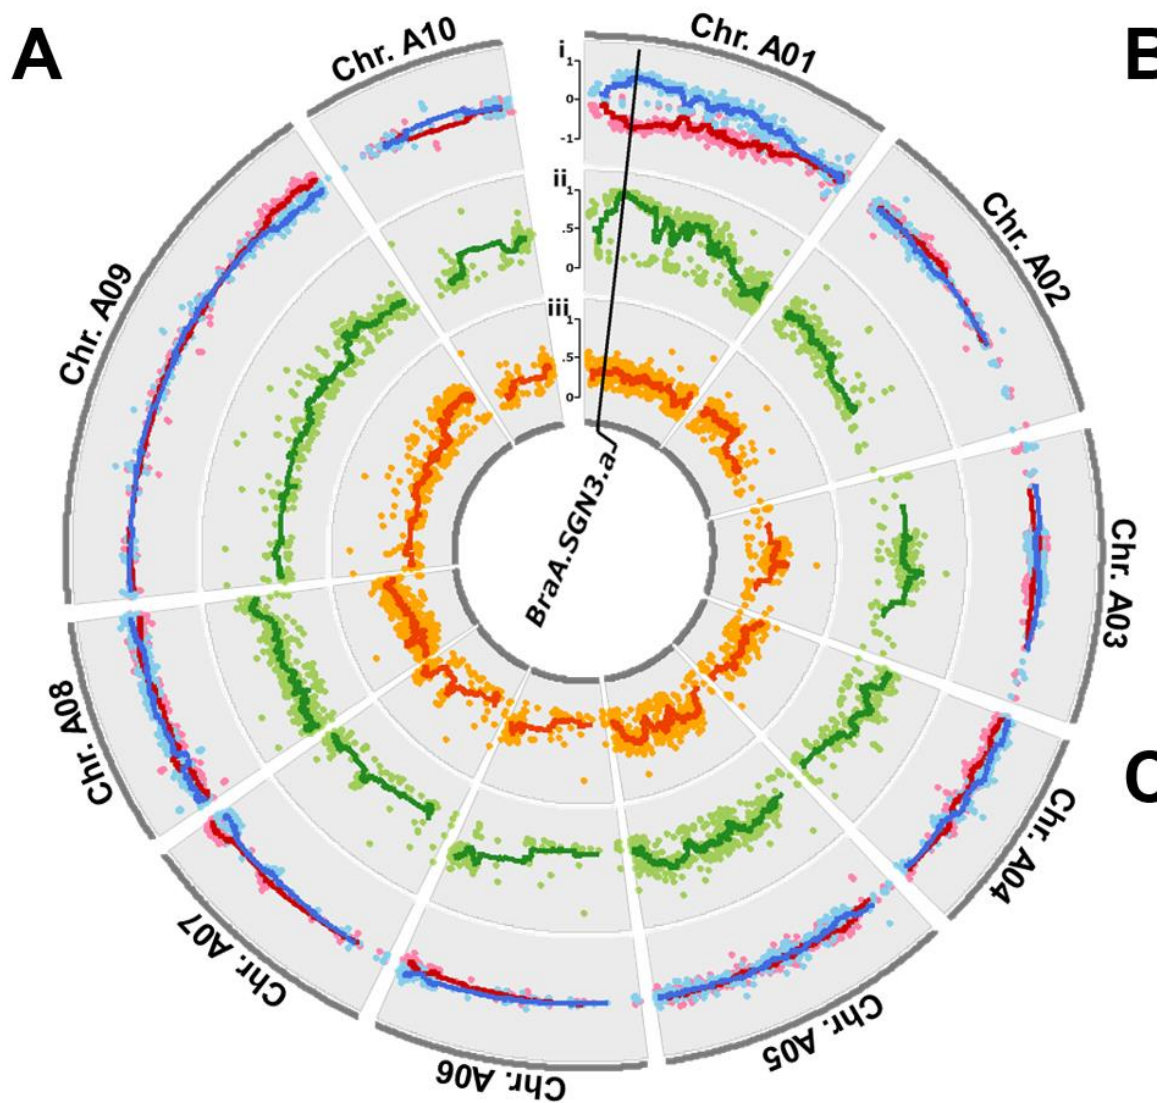 A
B
C
Chr. A10
Chr. A01
Chr. A02
Chr. A03
Chr. A04
Chr. A05
Chr. A06
Chr. A07
Chr. A08
Chr. A09
i
1
0
-1
ii
1
.5
0
iii
1
.5
0
BraA.SGN3.a